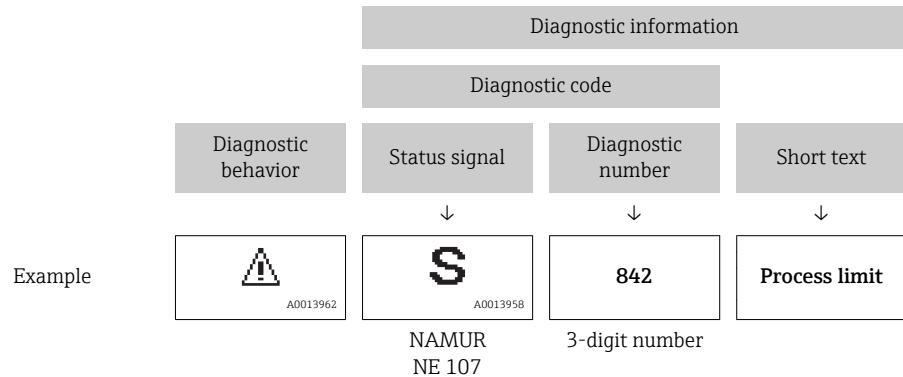 Diagnostic information
Diagnostic code
Diagnostic
behavior
Status signal
Diagnostic
number
Short text
↓ ↓ ↓
Example
A0013962
S
A0013958
842
Process limit
NAMUR
NE 107
3-digit number